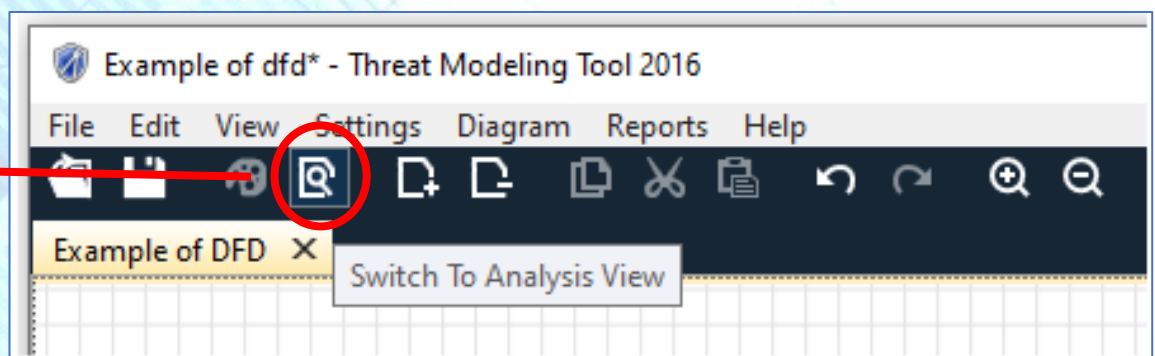 Example of dfd* - Threat Modeling Tool 2016
File Edit View Settings Diagram Reports Help
Example of DFD
Switch To Analysis View